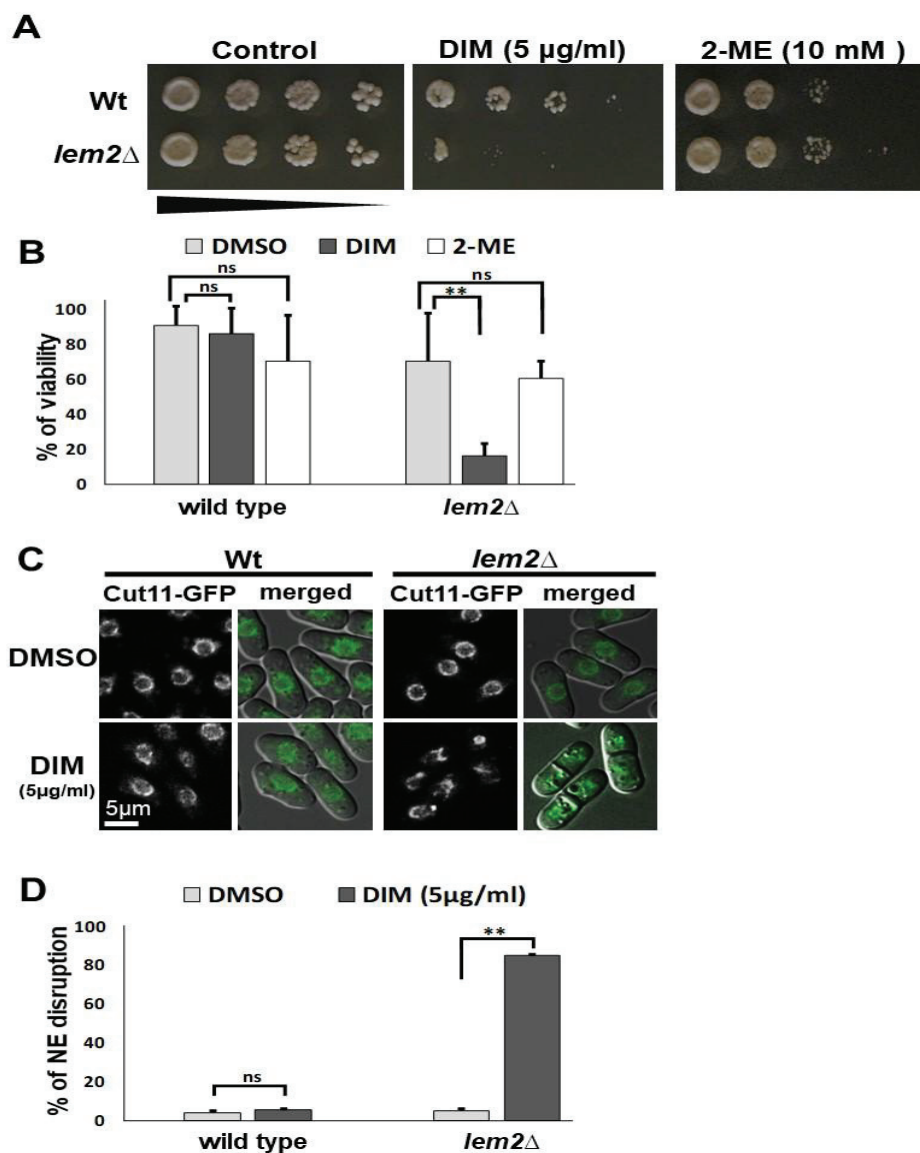 A
Control DIM (5 µg/ml) 2-ME (10 mM )
Wt
lem2Δ
B
DMSO DIM 2-ME
ns ns
ns **
100
80
60
40
20
0
% of viability
wild type lem2Δ
C
Wt lem2Δ
Cut11-GFP merged Cut11-GFP merged
DMSO
DIM
(5µg/ml)
5µm
D
DMSO DIM (5µg/ml)
**
ns
100
80
60
40
20
0
% of NE disruption
wild type lem2Δ